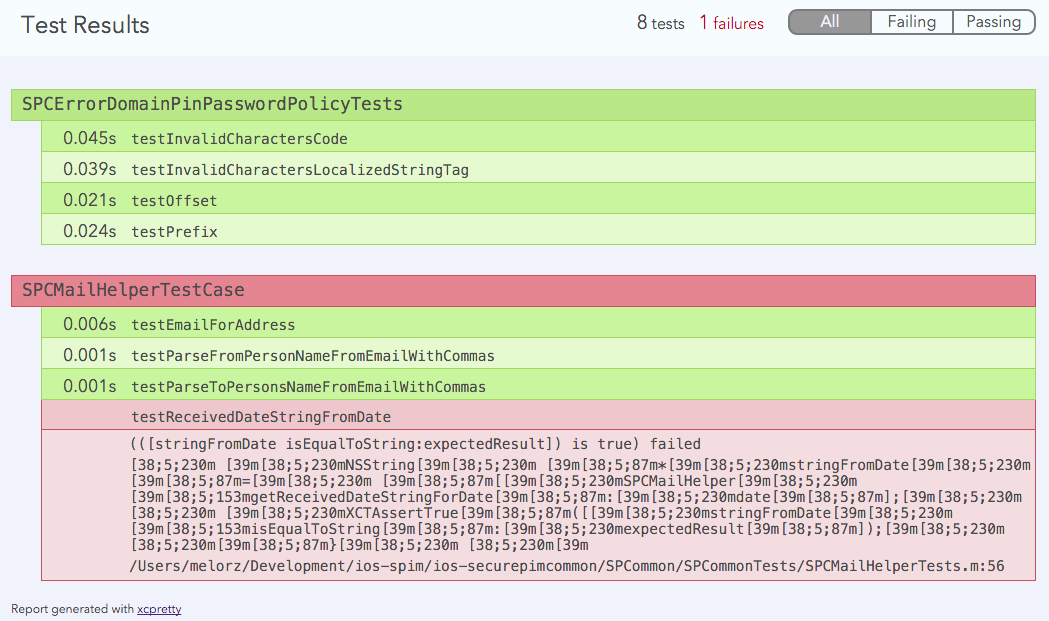 Test Results
8 tests 1 failures All Failing Passing
SPCErrorDomainPinPasswordPolicyTests
0.045s testInvalidCharactersCode
0.039s testInvalidCharactersLocalizedStringTag
0.021s testOffset
0.024s testPrefix
SPCMailHelperTestCase
0.006s testEmailForAddress
0.001s testParseFromPersonNameFromEmailWithCommas
0.001s testParseToPersonsNameFromEmailWithCommas
testReceivedDateStringFromDate
(([stringFromDate isEqualToString:expectedResult]) is true) failed
[38;5;230m [39m[38;5;230mNSString[39m[38;5;230m [39m[38;5;87m*[39m[38;5;230mstringFromDate[39m[38;5;230m
[39m[38;5;87m=[39m[38;5;230m [39m[38;5;87m[[39m[38;5;230mSPCMailHelper[39m[38;5;230m
[39m[38;5;153mgetReceivedDateStringForDate[39m[38;5;87m:[39m[38;5;230mdate[39m[38;5;87m];[39m[38;5;230m
[38;5;230m [39m[38;5;230mXCTAssertTrue[39m[38;5;87m([[39m[38;5;230mstringFromDate[39m[38;5;230m
[39m[38;5;153misEqualToString[39m[38;5;87m:[39m[38;5;230mexpectedResult[39m[38;5;87m]);[39m[38;5;230m
[38;5;230m[39m[38;5;87m}[39m[38;5;230m [38;5;230m[39m
/Users/melorz/Development/ios-spim/ios-securepimcommon/SPCommon/SPCommonTests/SPCMailHelperTests.m:56
Report generated with xcpretty